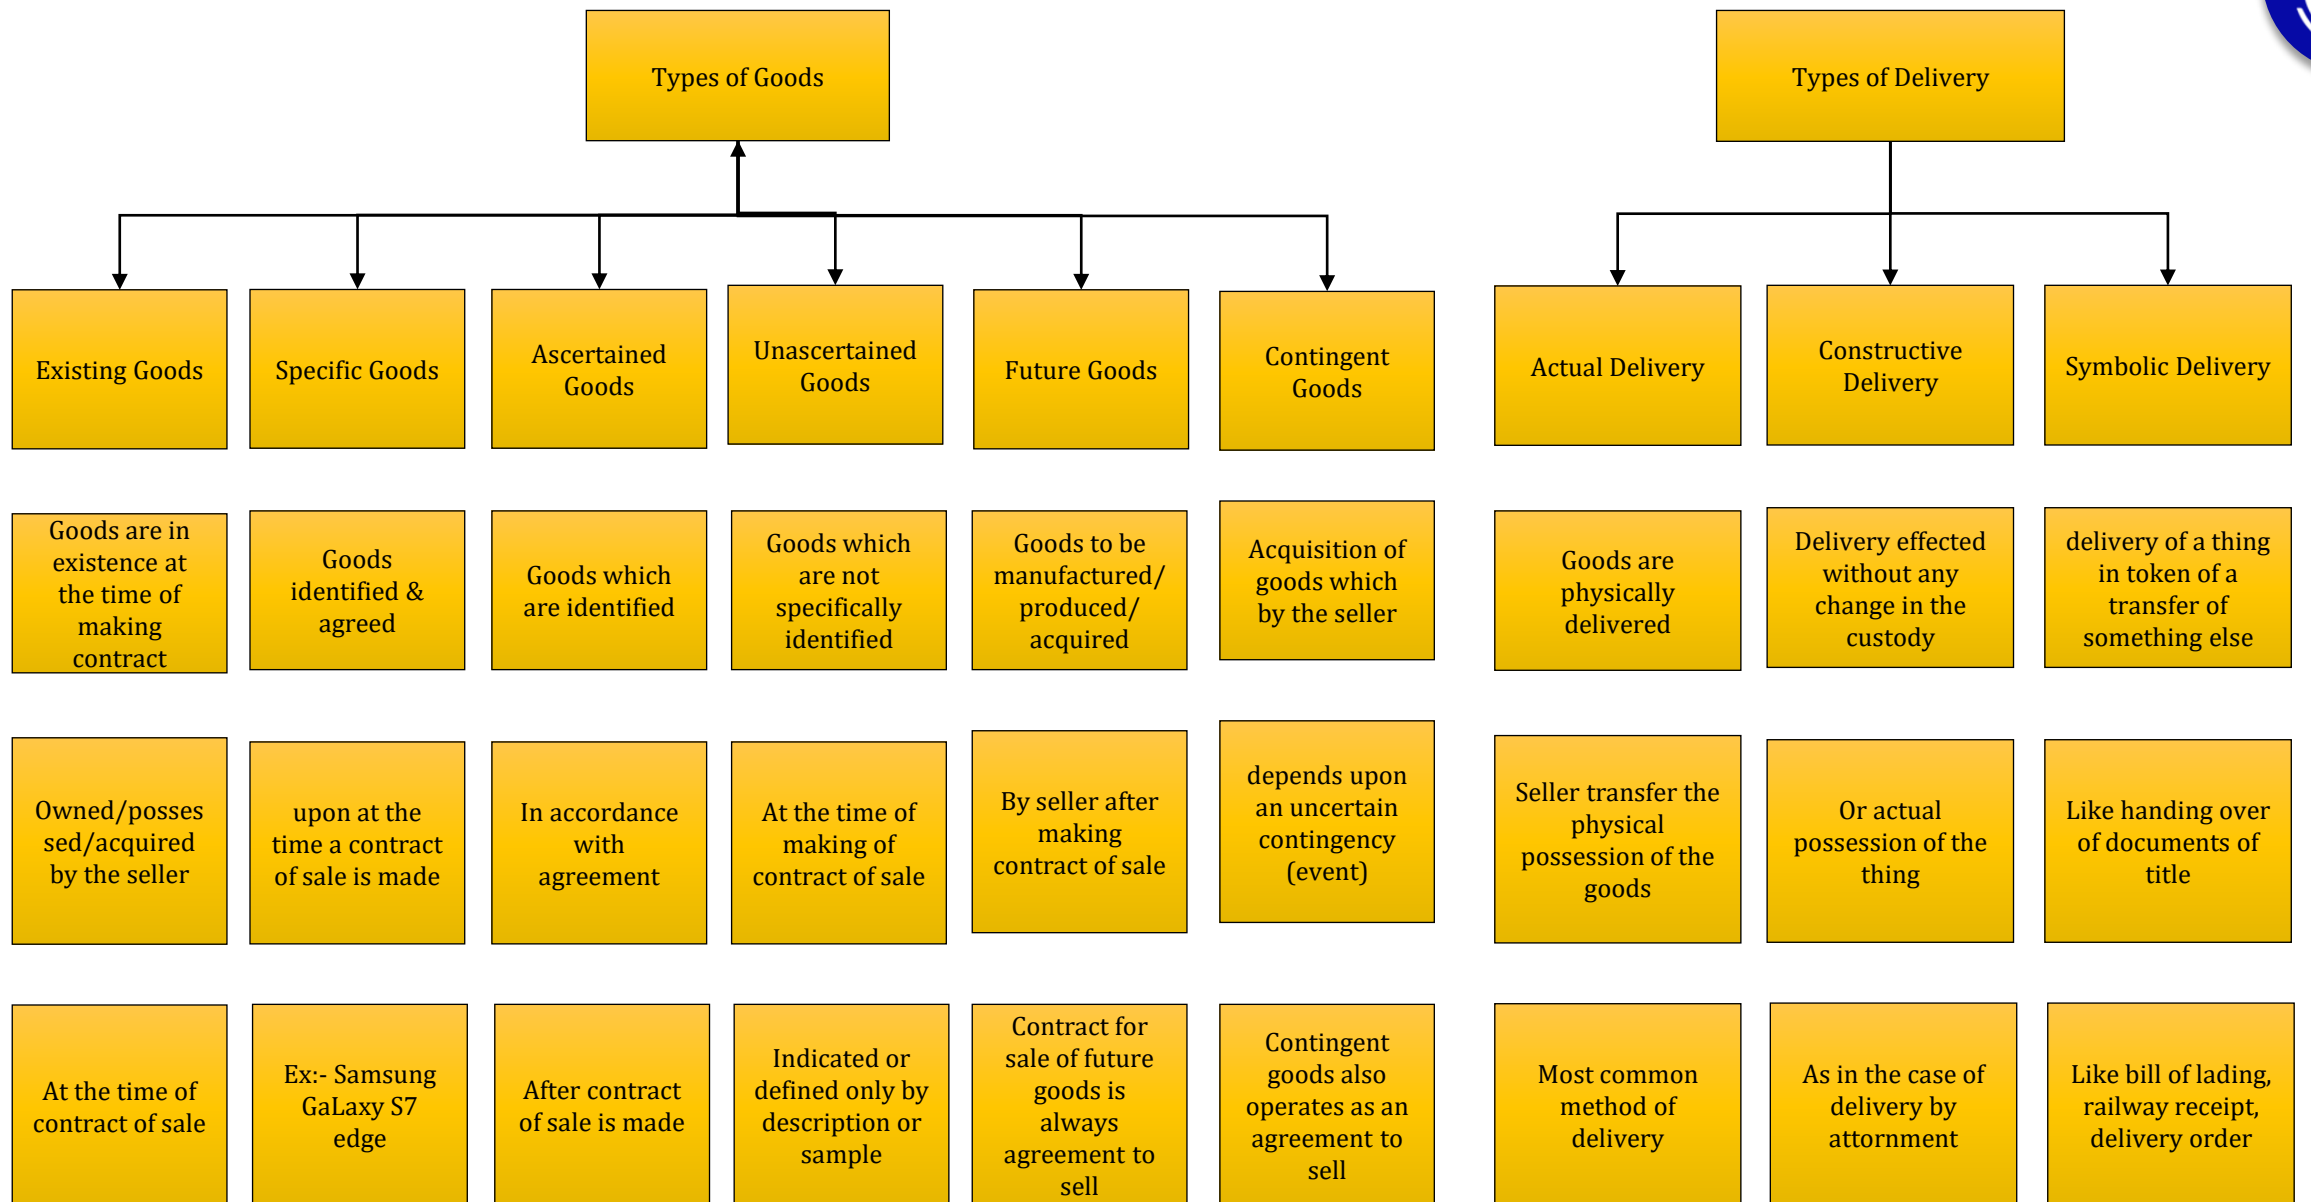 Types of Goods
Types of Delivery
Existing Goods
Specific Goods
Ascertained
Goods
Unascertained
Goods
Future Goods
Contingent
Goods
Actual Delivery
Constructive
Delivery
Symbolic Delivery
Goods are in
existence at
the time of
making
contract
Goods
identified &
agreed
Goods which
are identified
Goods which
are not
specifically
identified
Goods to be
manufactured/
produced/
acquired
Acquisition of
goods which
by the seller
Goods are
physically
delivered
Delivery effected
without any
change in the
custody
delivery of a thing
in token of a
transfer of
something else
Owned/posses
sed/acquired
by the seller
upon at the
time a contract
of sale is made
In accordance
with
agreement
At the time of
making of
contract of sale
By seller after
making
contract of sale
depends upon
an uncertain
contingency
(event)
Seller transfer the
physical
possession of the
goods
Or actual
possession of the
thing
Like handing over
of documents of
title
At the time of
contract of sale
Ex:- Samsung
GaLaxy S7
edge
After contract
of sale is made
Indicated or
defined only by
description or
sample
Contract for
sale of future
goods is
always
agreement to
sell
Contingent
goods also
operates as an
agreement to
sell
Most common
method of
delivery
As in the case of
delivery by
attornment
Like bill of lading,
railway receipt,
delivery order